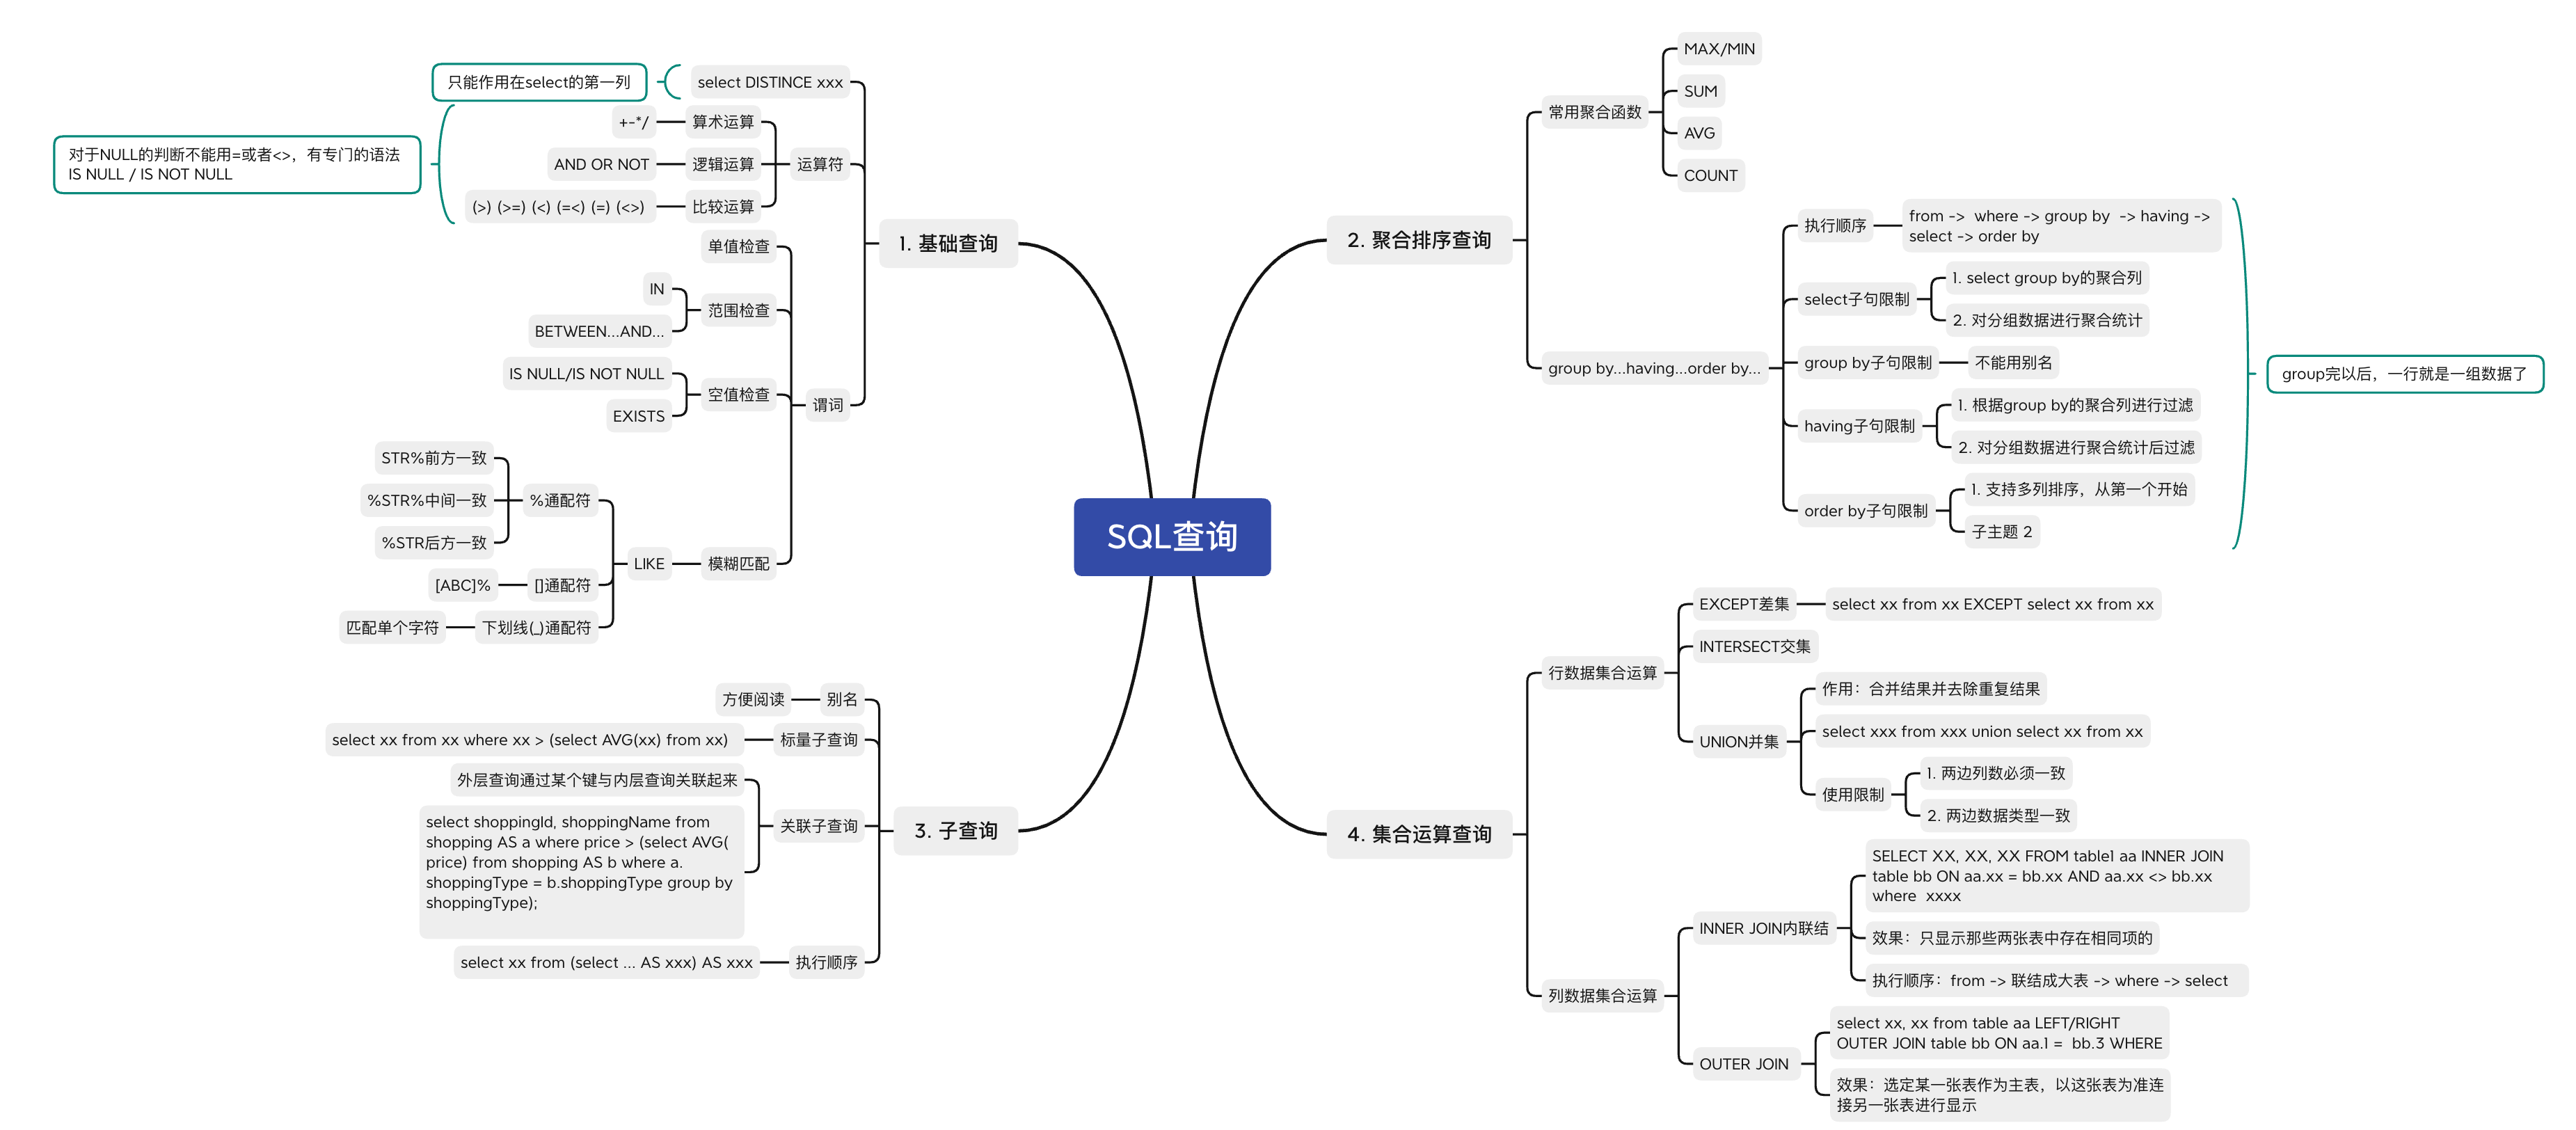 SQL查询
1. 基础查询
select DISTINCE xxx
只能作用在select的第一列
运算符
算术运算
+-*/
逻辑运算
AND OR NOT
比较运算
(>) (>=) (<) (=<) (=) (<>)
对于NULL的判断不能用=或者<>，有专门的语法
IS NULL / IS NOT NULL
谓词
单值检查
范围检查
IN
BETWEEN...AND...
空值检查
IS NULL/IS NOT NULL
EXISTS
模糊匹配
LIKE
%通配符
STR%前方一致
%STR%中间一致
%STR后方一致
[]通配符
[ABC]%
下划线(_)通配符
匹配单个字符
2. 聚合排序查询
常用聚合函数
MAX/MIN
SUM
AVG
COUNT
group by...having...order by...
执行顺序
from -> where -> group by -> having ->
select -> order by
select子句限制
1. select group by的聚合列
2. 对分组数据进行聚合统计
group by子句限制
不能用别名
having子句限制
1. 根据group by的聚合列进行过滤
2. 对分组数据进行聚合统计后过滤
order by子句限制
1. 支持多列排序，从第一个开始
子主题 2
group完以后，一行就是一组数据了
3. 子查询
别名
方便阅读
标量子查询
select xx from xx where xx > (select AVG(xx) from xx)
关联子查询
外层查询通过某个键与内层查询关联起来
select shoppingId, shoppingName from
shopping AS a where price > (select AVG(
price) from shopping AS b where a.
shoppingType = b.shoppingType group by
shoppingType);
执行顺序
select xx from (select ... AS xxx) AS xxx
4. 集合运算查询
行数据集合运算
EXCEPT差集
select xx from xx EXCEPT select xx from xx
INTERSECT交集
UNION并集
作用：合并结果并去除重复结果
select xxx from xxx union select xx from xx
使用限制
1. 两边列数必须一致
2. 两边数据类型一致
列数据集合运算
INNER JOIN内联结
SELECT XX, XX, XX FROM table1 aa INNER JOIN
table bb ON aa.xx = bb.xx AND aa.xx <> bb.xx
where xxxx
效果：只显示那些两张表中存在相同项的
执行顺序：from -> 联结成大表 -> where -> select
OUTER JOIN
select xx, xx from table aa LEFT/RIGHT
OUTER JOIN table bb ON aa.1 = bb.3 WHERE
效果：选定某一张表作为主表，以这张表为准连
接另一张表进行显示